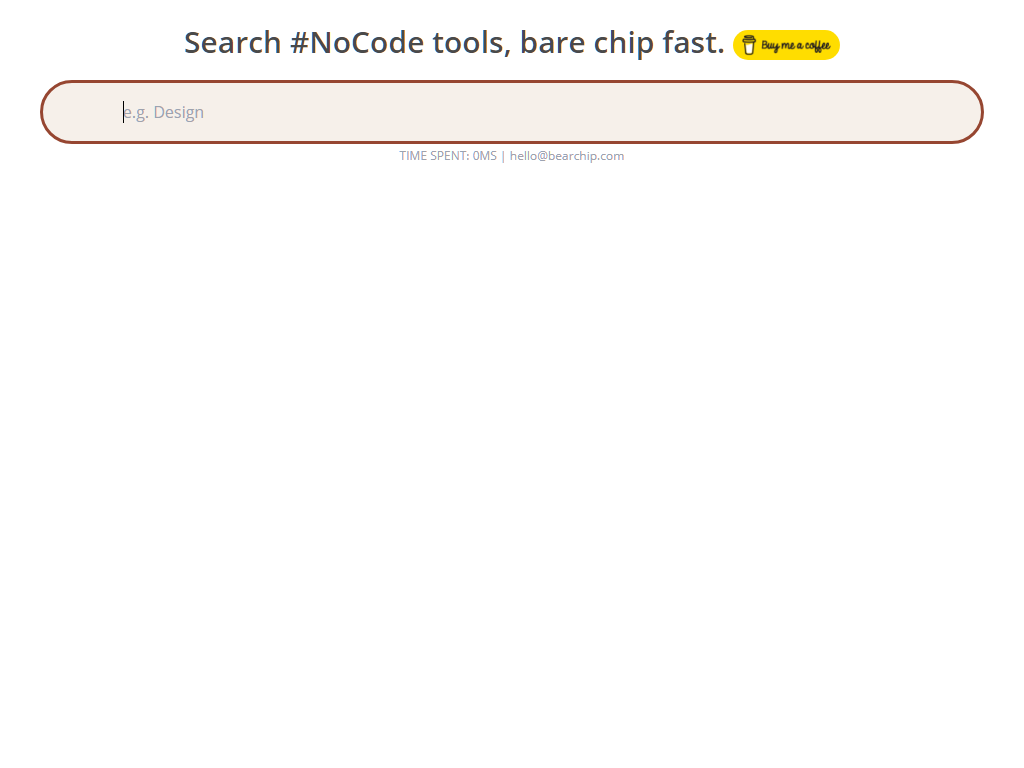 Search #NoCode tools, bare chip fast. Buy me a coffee
e.g. Design
TIME SPENT: 0MS | hello@bearchip.com